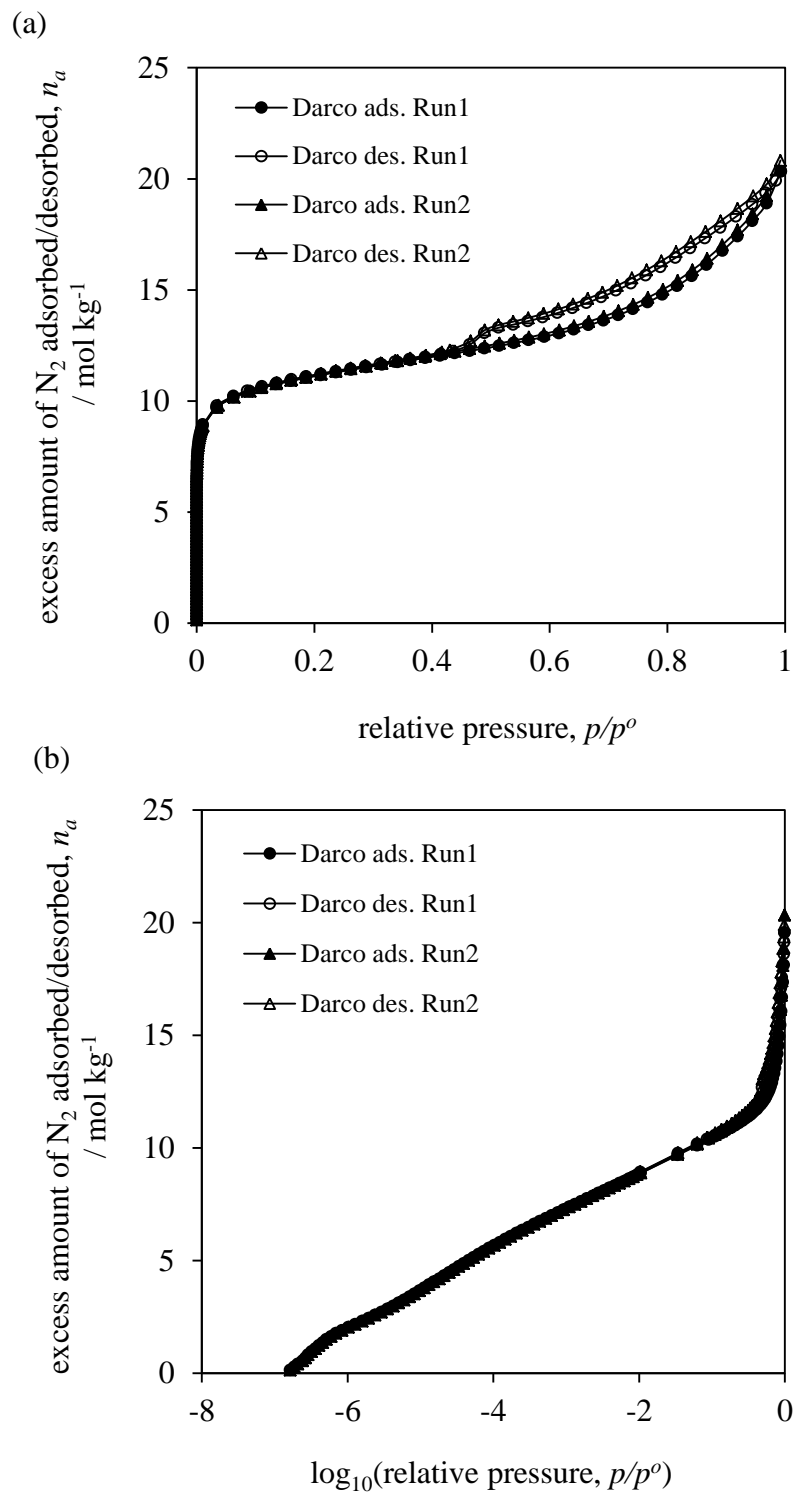 (a)
excess amount of N₂ adsorbed/desorbed, nₐ
/ mol kg⁻¹
25
20
15
10
5
0
Darco ads. Run1
Darco des. Run1
Darco ads. Run2
Darco des. Run2
0 0.2 0.4 0.6 0.8 1
relative pressure, p/pᵒ
(b)
excess amount of N₂ adsorbed/desorbed, nₐ
/ mol kg⁻¹
25
20
15
10
5
0
Darco ads. Run1
Darco des. Run1
Darco ads. Run2
Darco des. Run2
-8 -6 -4 -2 0
log₁₀(relative pressure, p/pᵒ)